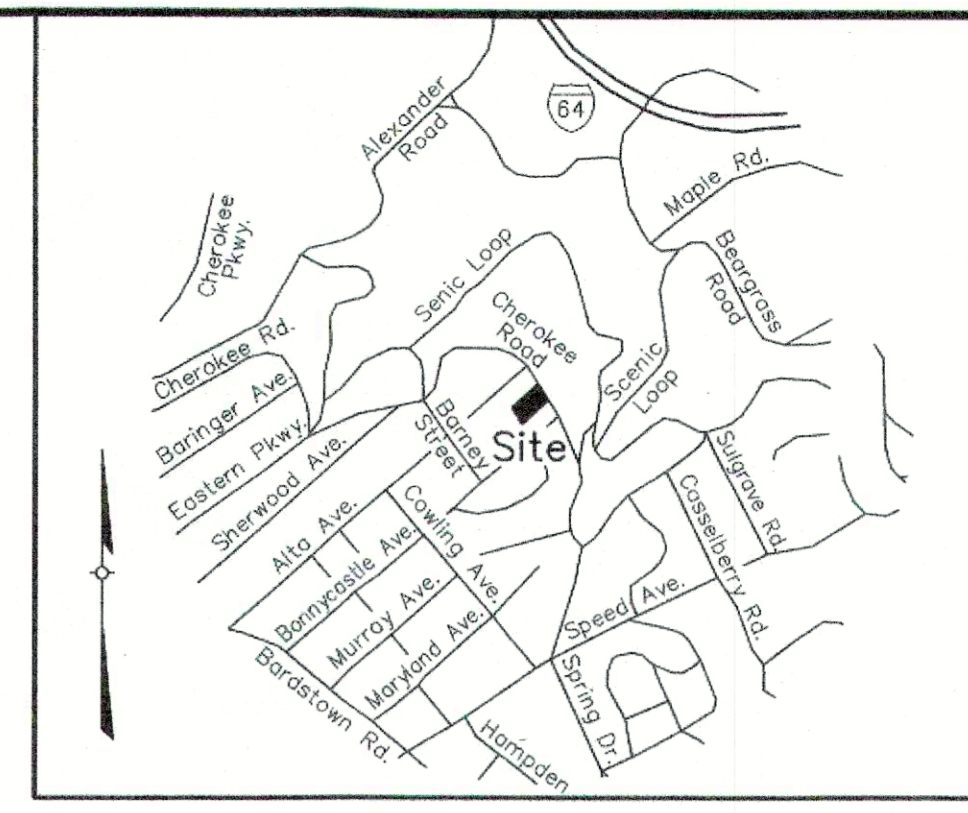 64
Alexander
Road
Maple Rd.
Cherokee
Pkwy.
Senic Loop
Beargrass
Road
Cherokee
Road
Cherokee Rd.
Scenic
Loop
Baringer Ave.
Barney
Street
Site
Eastern Pkwy.
Sherwood Ave.
Sulgrave Rd.
Casselberry Rd.
Cowling Ave.
Alta Ave.
Bonnycastle Ave.
Murray Ave.
Speed Ave.
Maryland Ave.
Bardstown Rd.
Spring Dr.
Hampden